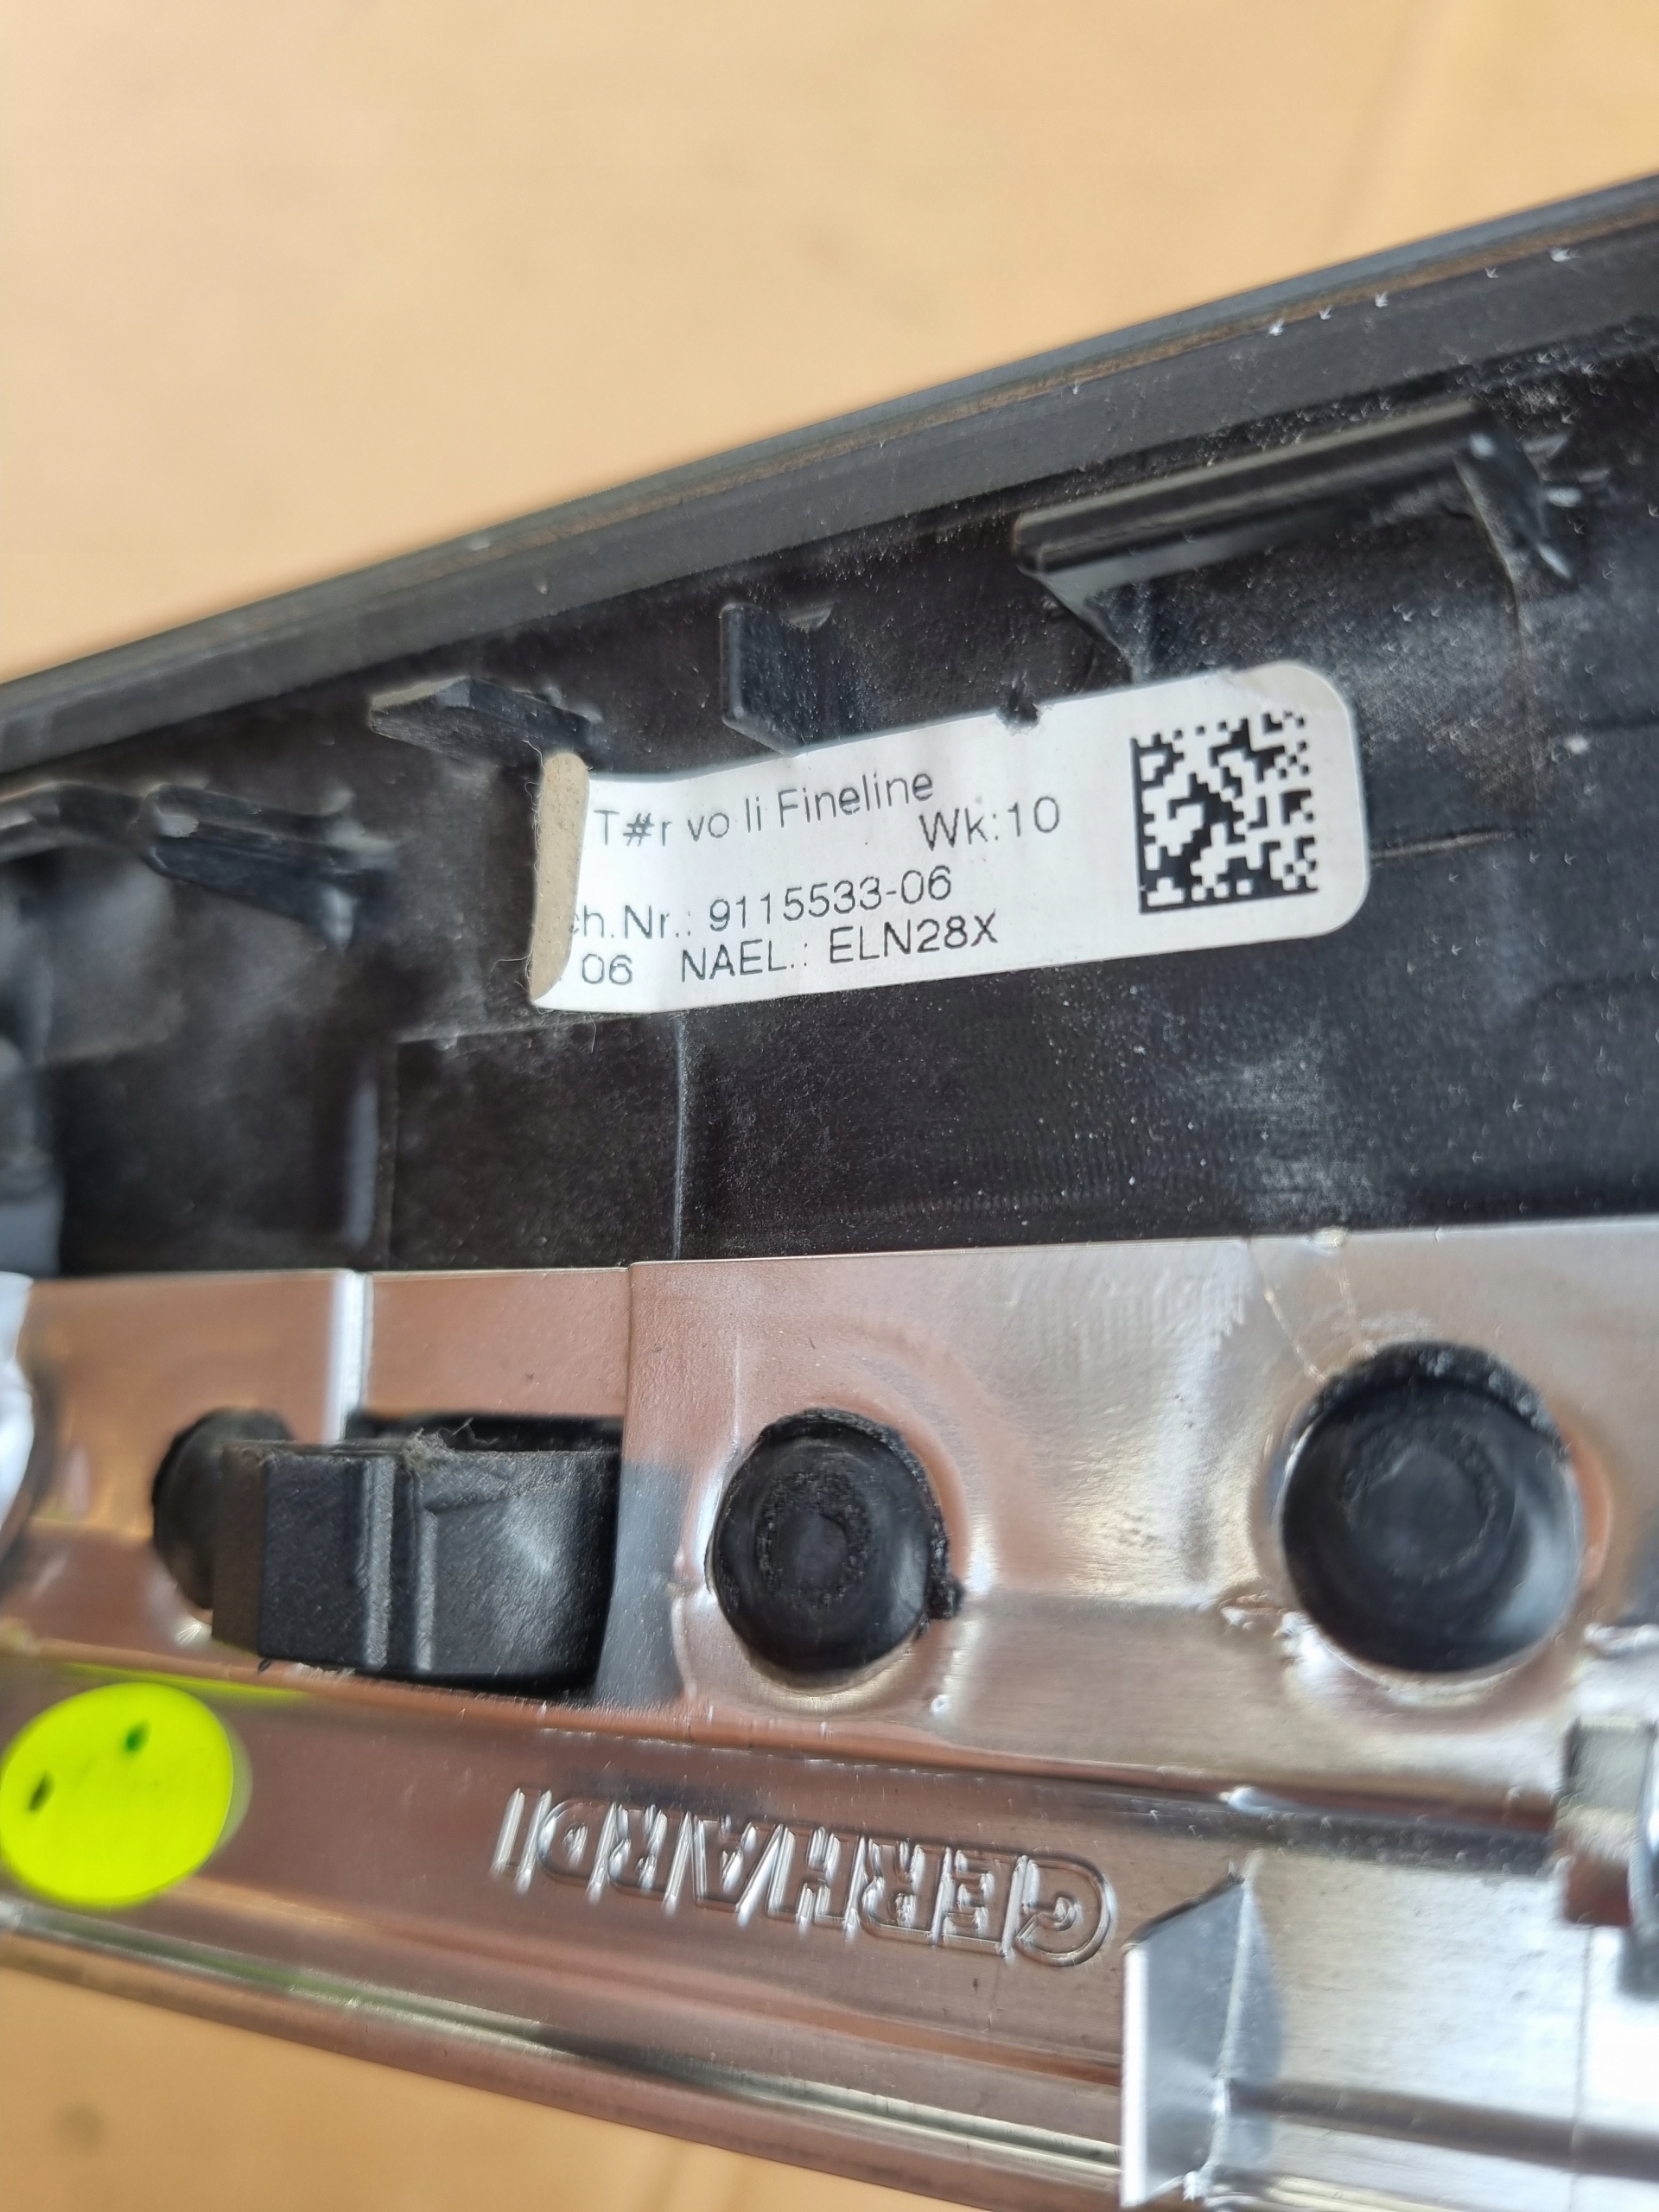 T#r vo li Fineline
Wk:10
ch.Nr.: 9115533-06
06 NAEL.: ELN28X
GERHARDI